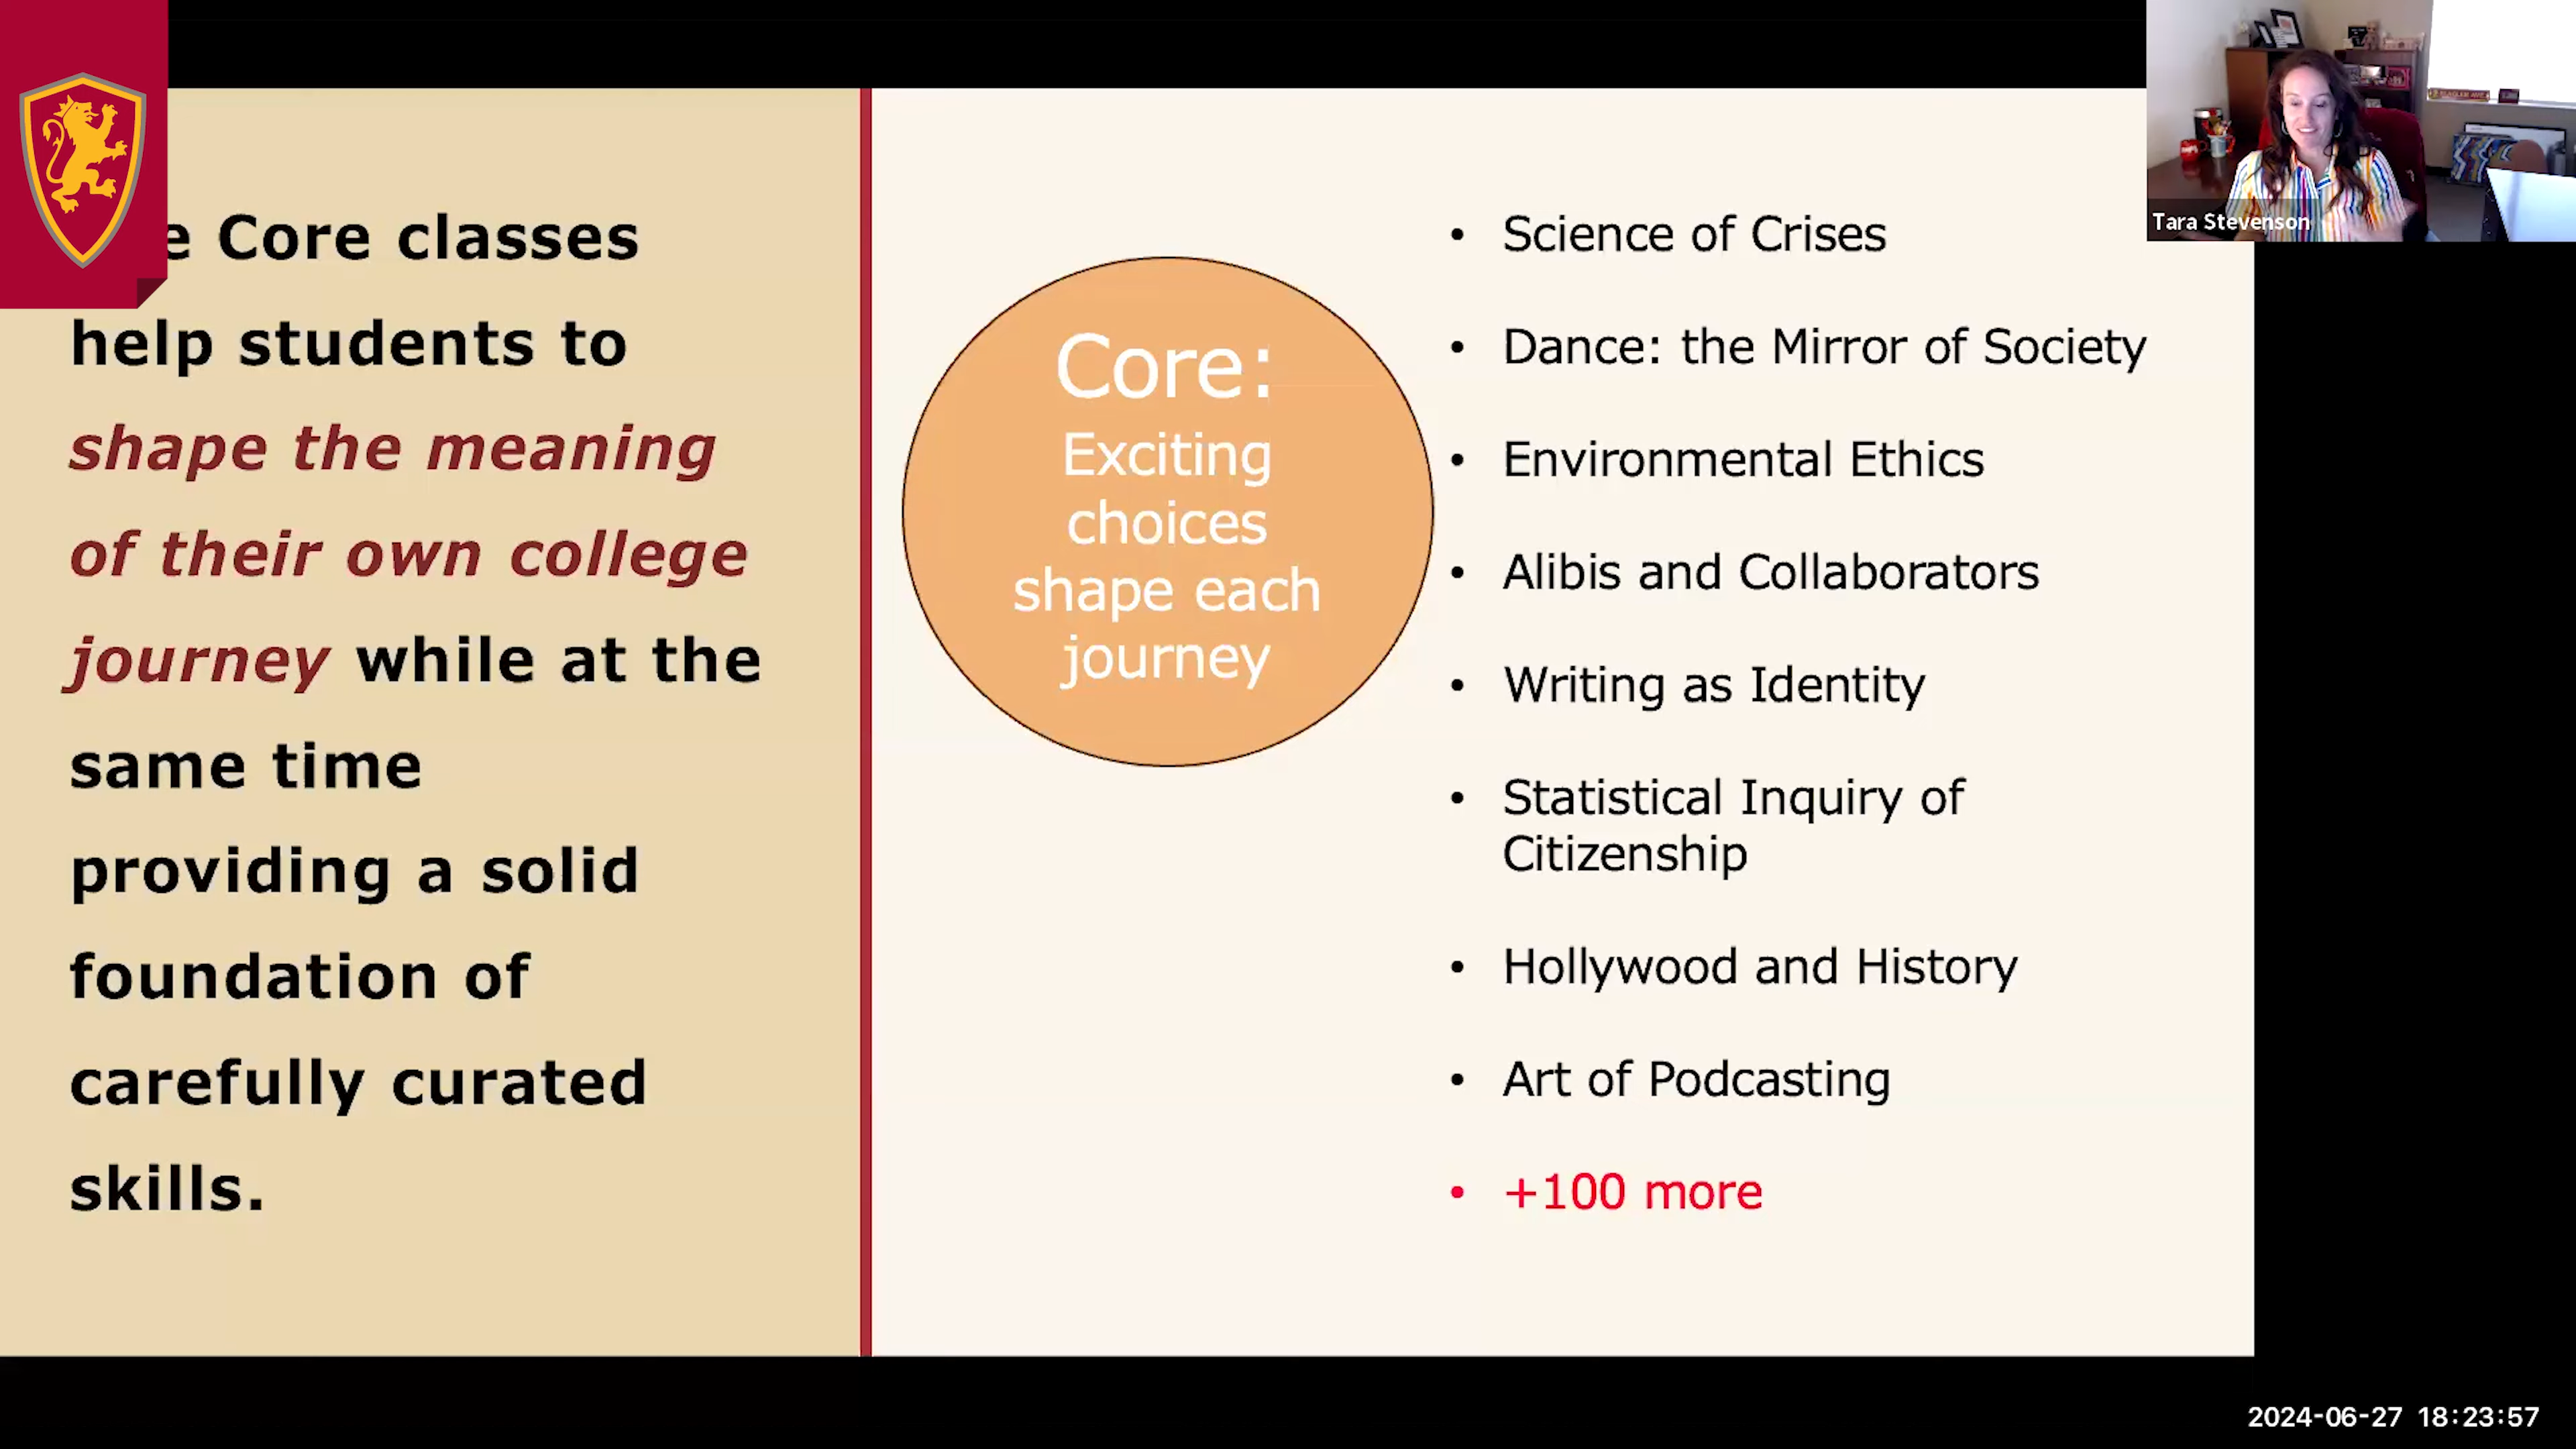 Core classes
help students to
shape the meaning
of their own college
journey while at the
same time
providing a solid
foundation of
carefully curated
skills.
Core:
Exciting
choices
shape each
journey
• Science of Crises
• Dance: the Mirror of Society
• Environmental Ethics
• Alibis and Collaborators
• Writing as Identity
• Statistical Inquiry of
Citizenship
• Hollywood and History
• Art of Podcasting
• +100 more
Tara Stevenson
2024-06-27 18:23:57